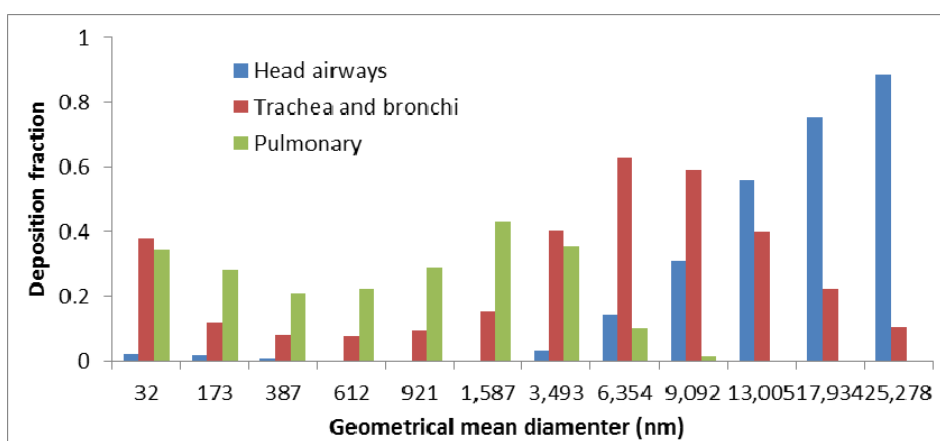 1
0.8
0.6
0.4
0.2
0
Deposition fraction
Head airways
Trachea and bronchi
Pulmonary
32 173 387 612 921 1,587 3,493 6,354 9,092 13,005 17,934 25,278
Geometrical mean diamenter (nm)